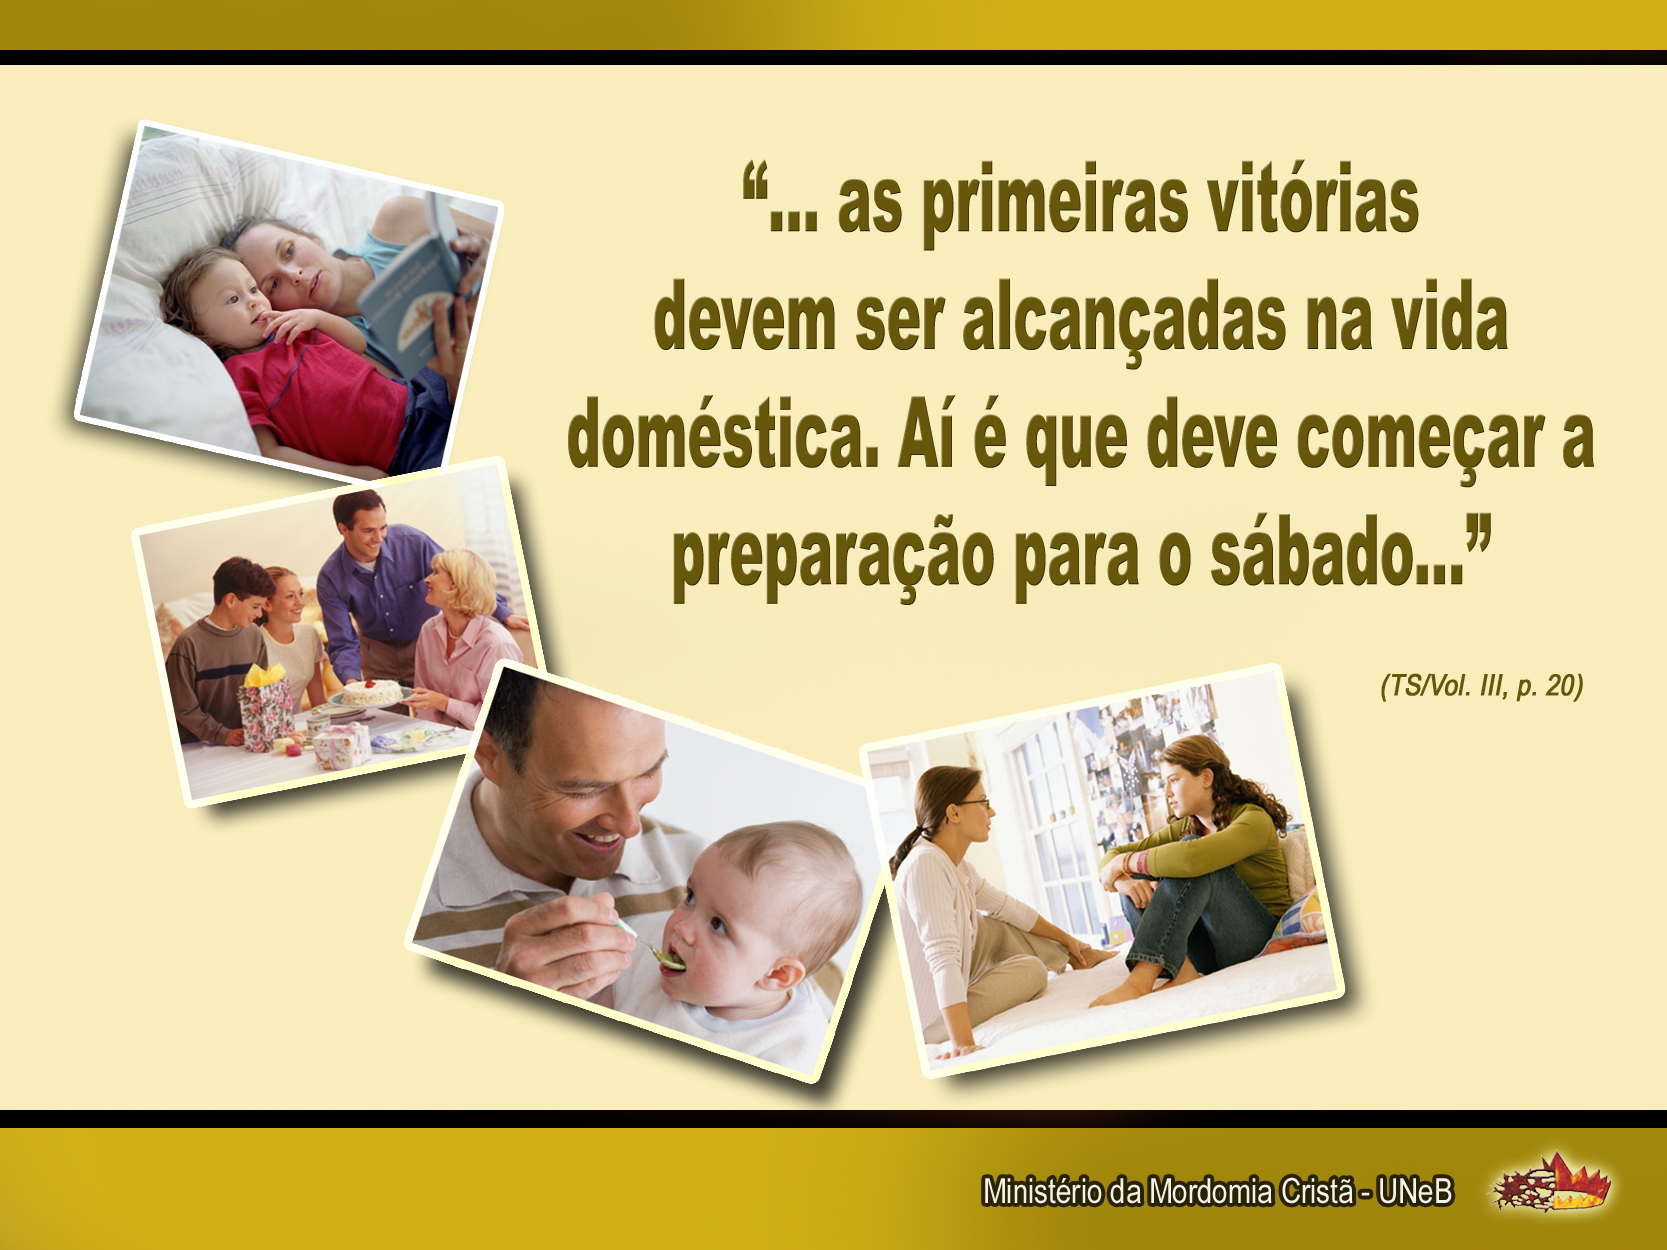 “... as primeiras vitórias
devem ser alcançadas na vida
doméstica. Aí é que deve começar a
preparação para o sábado...”
(TS/Vol. III, p. 20)
Ministério da Mordomia Cristã - UNeB